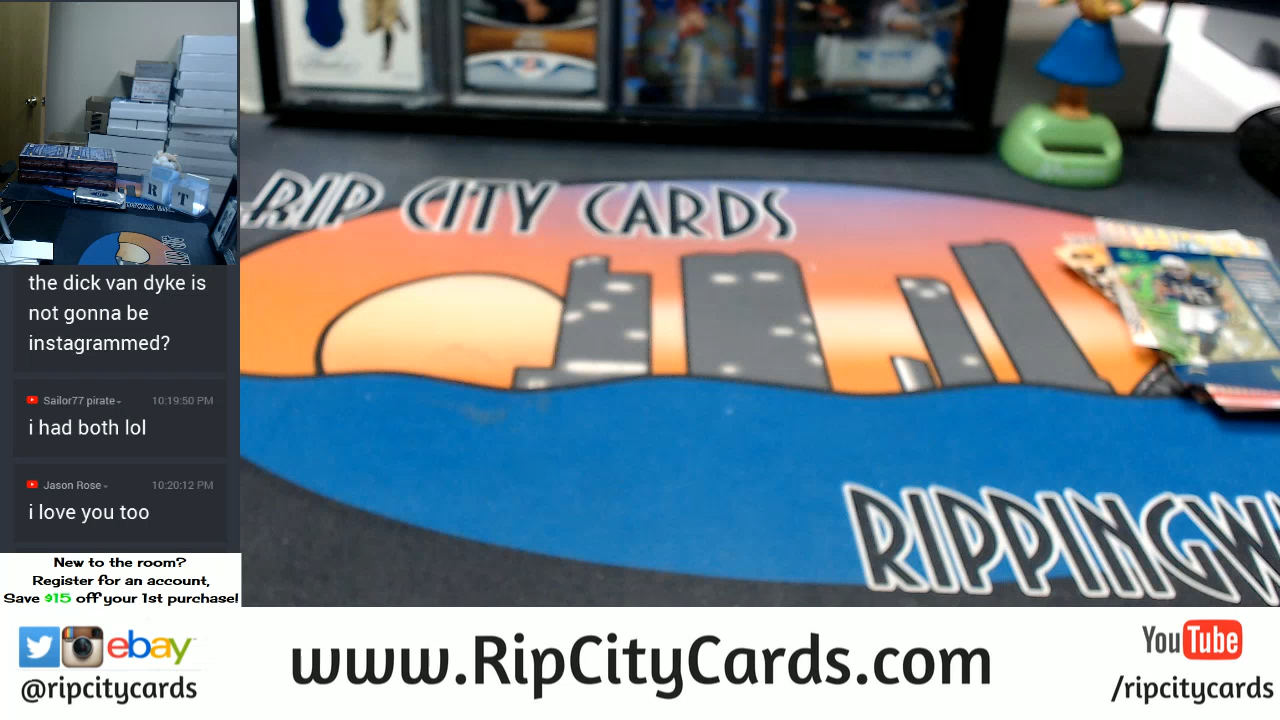 RIP CITY CARDS
RIPPINGW
R
T
the dick van dyke is
not gonna be
instagrammed?
Sailor77 pirate
10:19:50 PM
i had both lol
Jason Rose
10:20:12 PM
i love you too
New to the room?
Register for an account,
Save $15 off your 1st purchase!
ebay
@ripcitycards
www.RipCityCards.com
YouTube
/ripcitycards